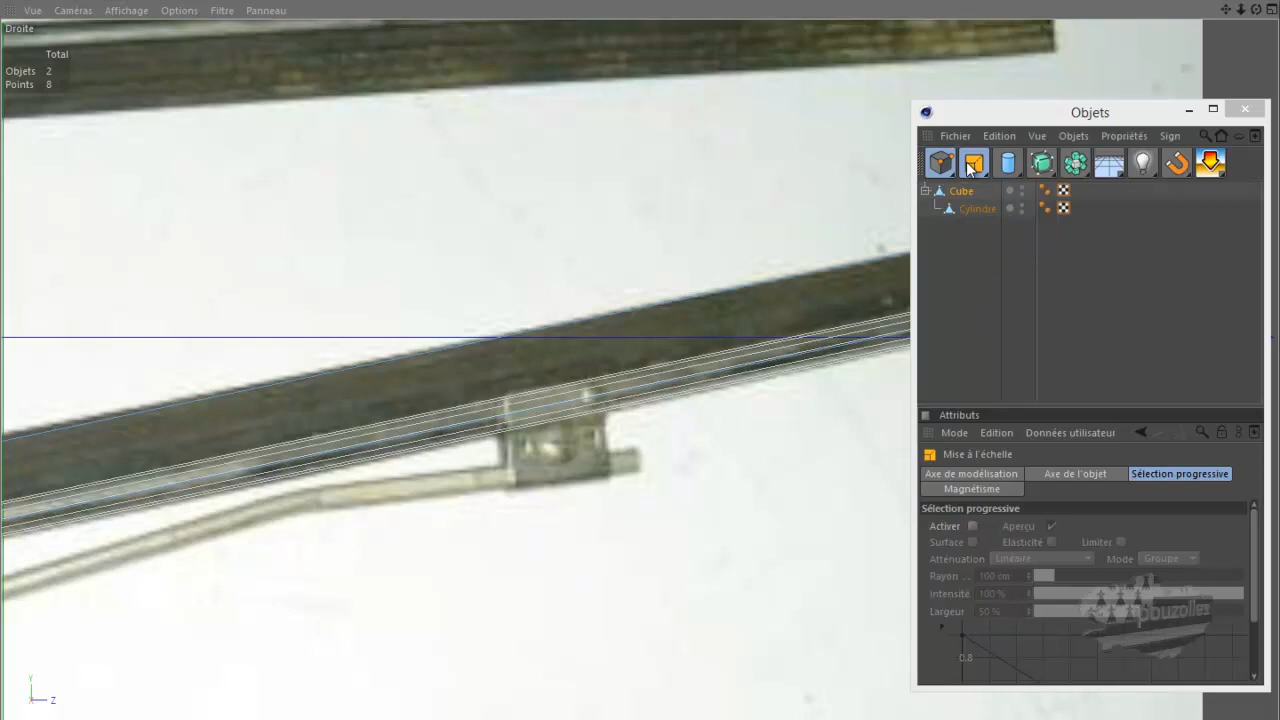 Vue Caméras Affichage Options Filtre Panneau
Droite
Total
Objets 2
Points 8
Objets
Fichier Edition Vue Objets Propriétés Sign
Cube
Cylindre
Attributs
Mode Edition Données utilisateur
Mise à l'échelle
Axe de modélisation Axe de l'objet Sélection progressive
Magnétisme
Sélection progressive
Activer Aperçu
Surface Elasticité Limiter
Atténuation Linéaire Mode Groupe
Rayon .. 100 cm
Intensité 100 %
Largeur 50 %
pouzolles
0.8
Y
X Z